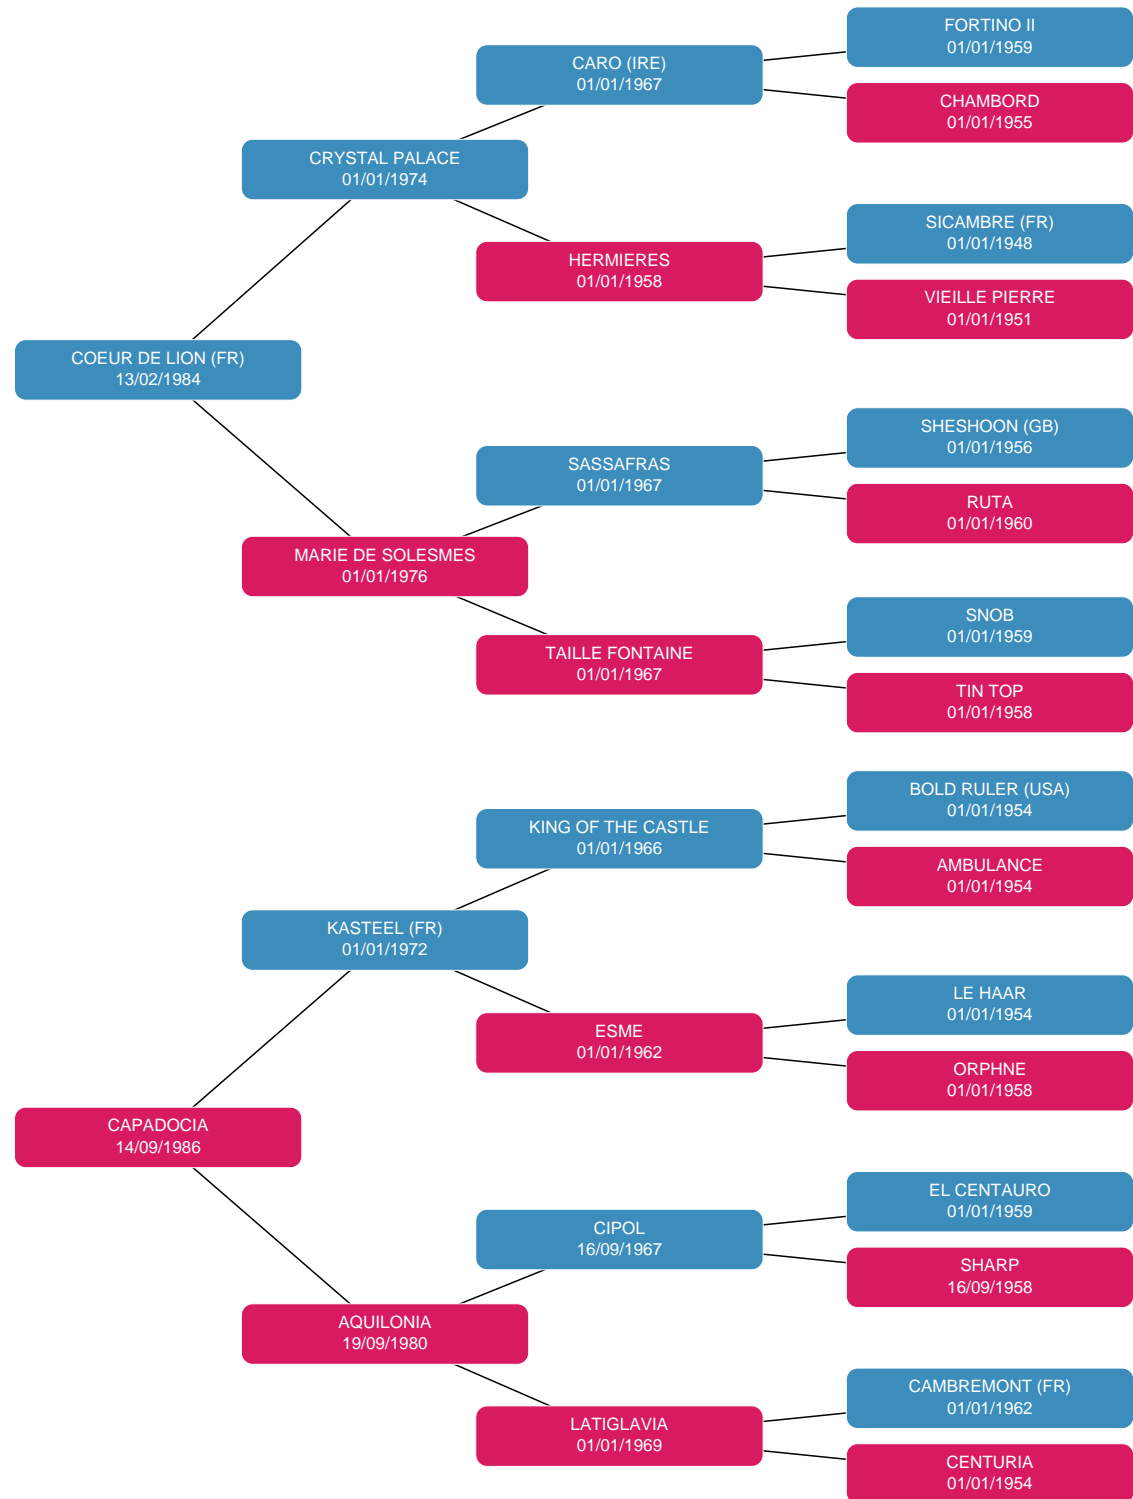 FORTINO II
01/01/1959
CARO (IRE)
01/01/1967
CHAMBORD
01/01/1955
CRYSTAL PALACE
01/01/1974
SICAMBRE (FR)
01/01/1948
HERMIERES
01/01/1958
VIEILLE PIERRE
01/01/1951
COEUR DE LION (FR)
13/02/1984
SHESHOON (GB)
01/01/1956
SASSAFRAS
01/01/1967
RUTA
01/01/1960
MARIE DE SOLESMES
01/01/1976
SNOB
01/01/1959
TAILLE FONTAINE
01/01/1967
TIN TOP
01/01/1958
BOLD RULER (USA)
01/01/1954
KING OF THE CASTLE
01/01/1966
AMBULANCE
01/01/1954
KASTEEL (FR)
01/01/1972
LE HAAR
01/01/1954
ESME
01/01/1962
ORPHNE
01/01/1958
CAPADOCIA
14/09/1986
EL CENTAURO
01/01/1959
CIPOL
16/09/1967
SHARP
16/09/1958
AQUILONIA
19/09/1980
CAMBREMONT (FR)
01/01/1962
LATIGLAVIA
01/01/1969
CENTURIA
01/01/1954